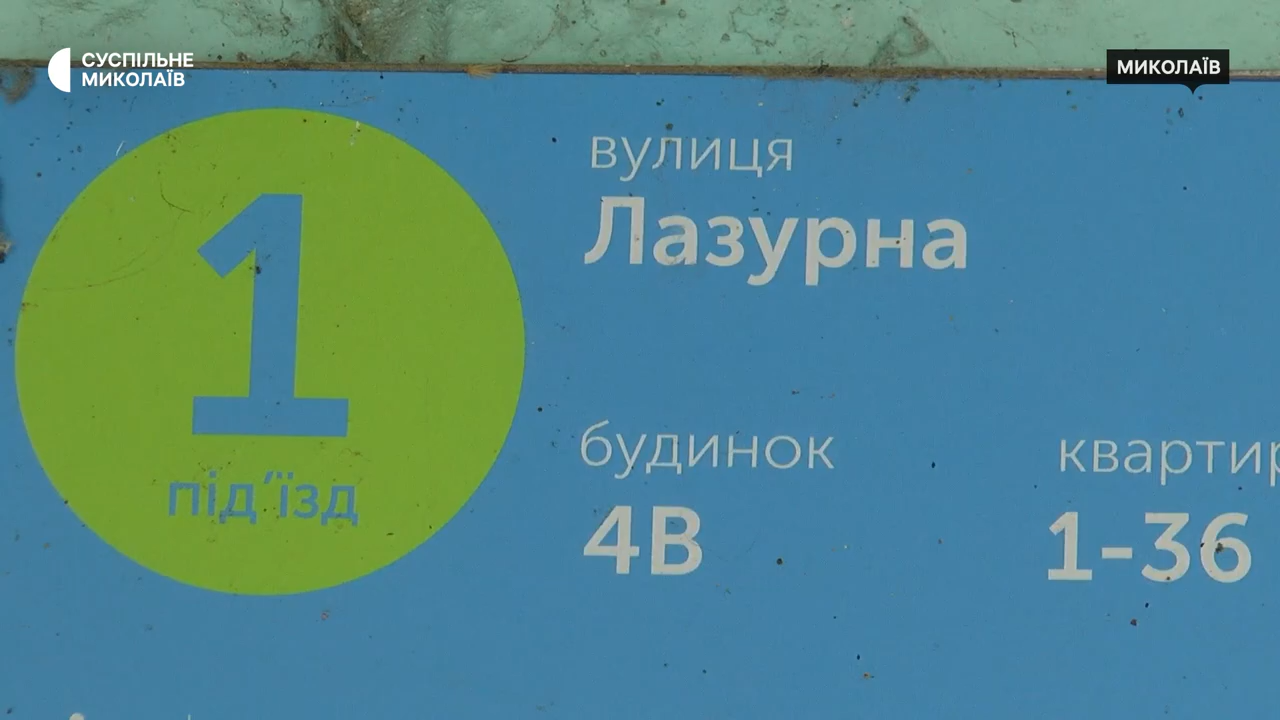 СУСПІЛЬНЕ
МИКОЛАЇВ
МИКОЛАЇВ
1
під'їзд
вулиця
Лазурна
будинок
4В
квартир
1-36